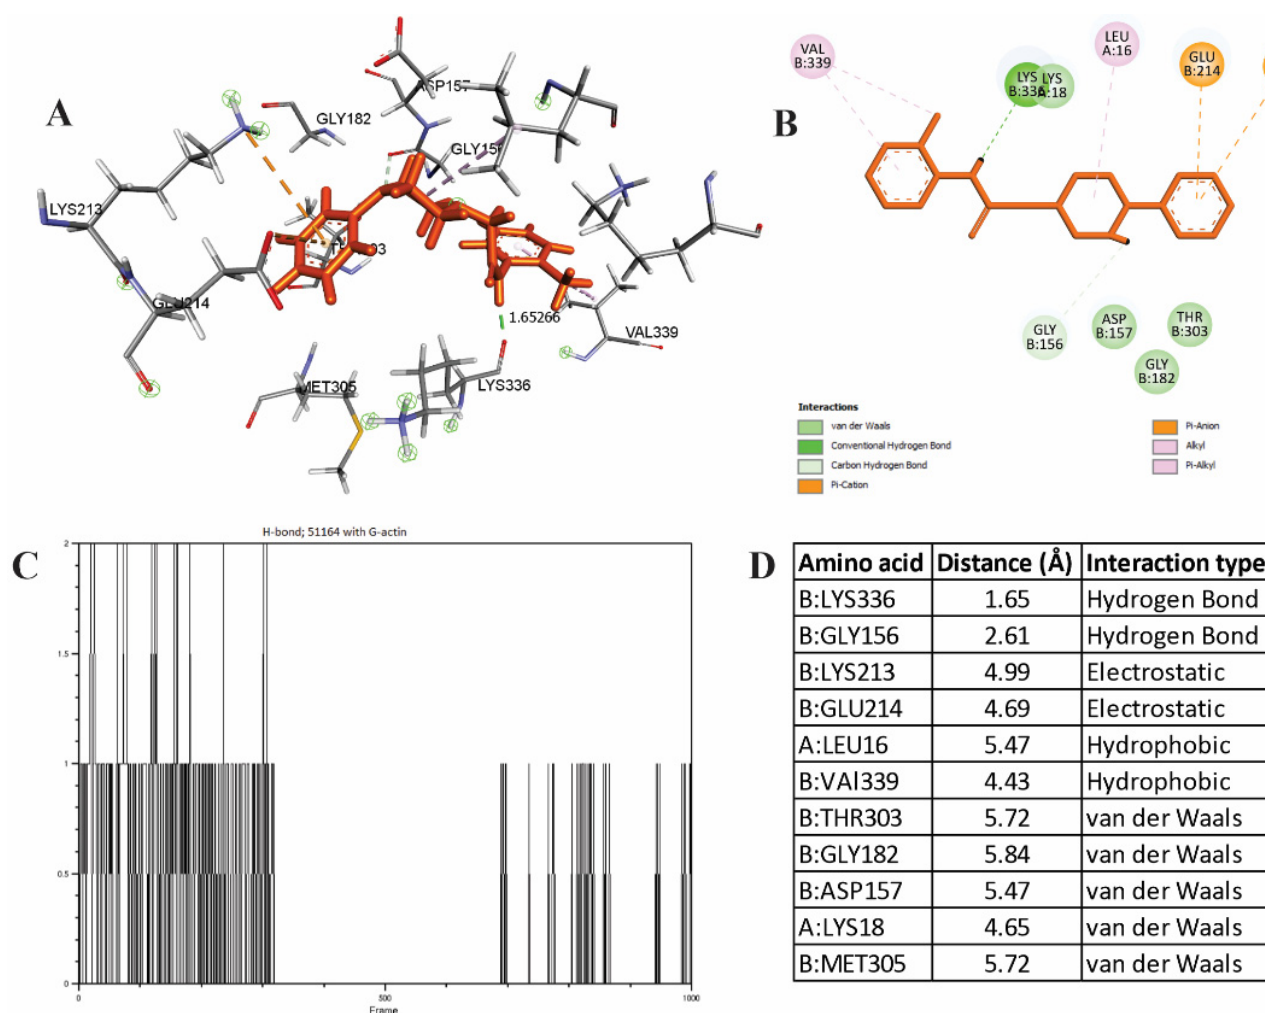 A
ASP157
GLY182
GLY156
LYS213
GLU214
1.65266
VAL339
MET305
LYS336
B
VAL
B:339
LYS
B:336
LYS
A:18
LEU
A:16
GLU
B:214
GLY
B:156
ASP
B:157
GLY
B:182
THR
B:303
Interactions
van der Waals
Conventional Hydrogen Bond
Carbon Hydrogen Bond
Pi-Cation
Pi-Anion
Alkyl
Pi-Alkyl
C
H-bond; 51164 with G-actin
2
1.5
1
0.5
0
0
500
1000
Frame
D
Amino acid Distance (Å) Interaction type
B:LYS336 1.65 Hydrogen Bond
B:GLY156 2.61 Hydrogen Bond
B:LYS213 4.99 Electrostatic
B:GLU214 4.69 Electrostatic
A:LEU16 5.47 Hydrophobic
B:VAl339 4.43 Hydrophobic
B:THR303 5.72 van der Waals
B:GLY182 5.84 van der Waals
B:ASP157 5.47 van der Waals
A:LYS18 4.65 van der Waals
B:MET305 5.72 van der Waals